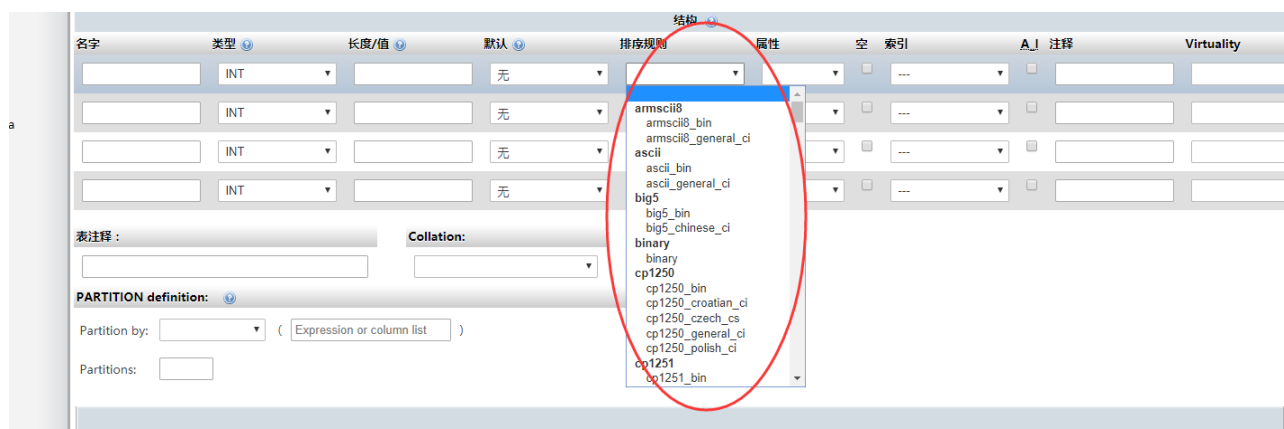 结构
名字 类型 长度/值 默认 排序规则 属性 空 索引 A_I 注释 Virtuality
INT 无 ---
a
INT 无 ---
INT 无 ---
INT 无 ---
armscii8
armscii8_bin
armscii8_general_ci
ascii
ascii_bin
ascii_general_ci
big5
big5_bin
big5_chinese_ci
binary
binary
cp1250
cp1250_bin
cp1250_croatian_ci
cp1250_czech_cs
cp1250_general_ci
cp1250_polish_ci
cp1251
cp1251_bin
表注释： Collation:
PARTITION definition:
Partition by: ( Expression or column list )
Partitions: